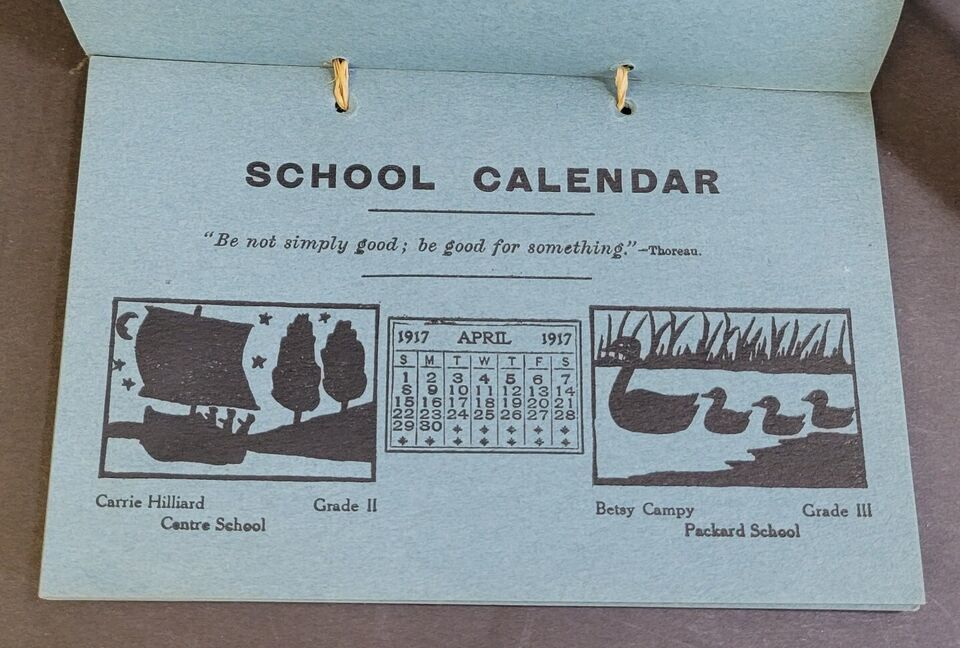 SCHOOL CALENDAR
"Be not simply good; be good for something."—Thoreau.
1917 APRIL 1917
S M T W T F S
1 2 3 4 5 6 7
8 9 10 11 12 13 14
15 16 17 18 19 20 21
22 23 24 25 26 27 28
29 30
Carrie Hilliard Grade II
Centre School
Betsy Campy Grade III
Packard School